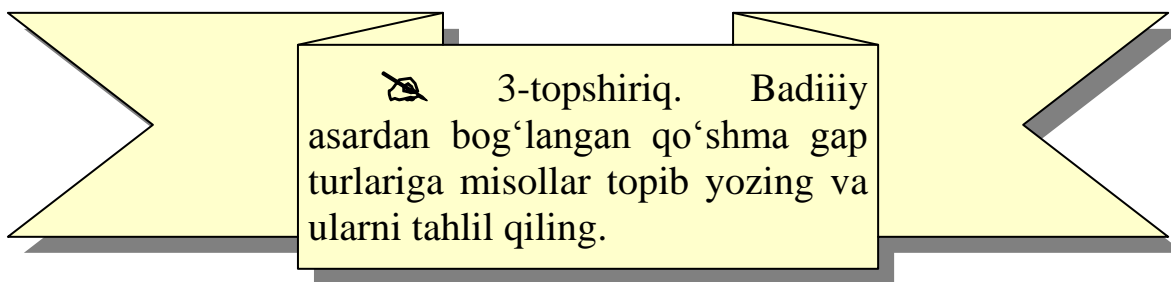 3-topshiriq. Badiiiy
asardan bog‘langan qo‘shma gap
turlariga misollar topib yozing va
ularni tahlil qiling.